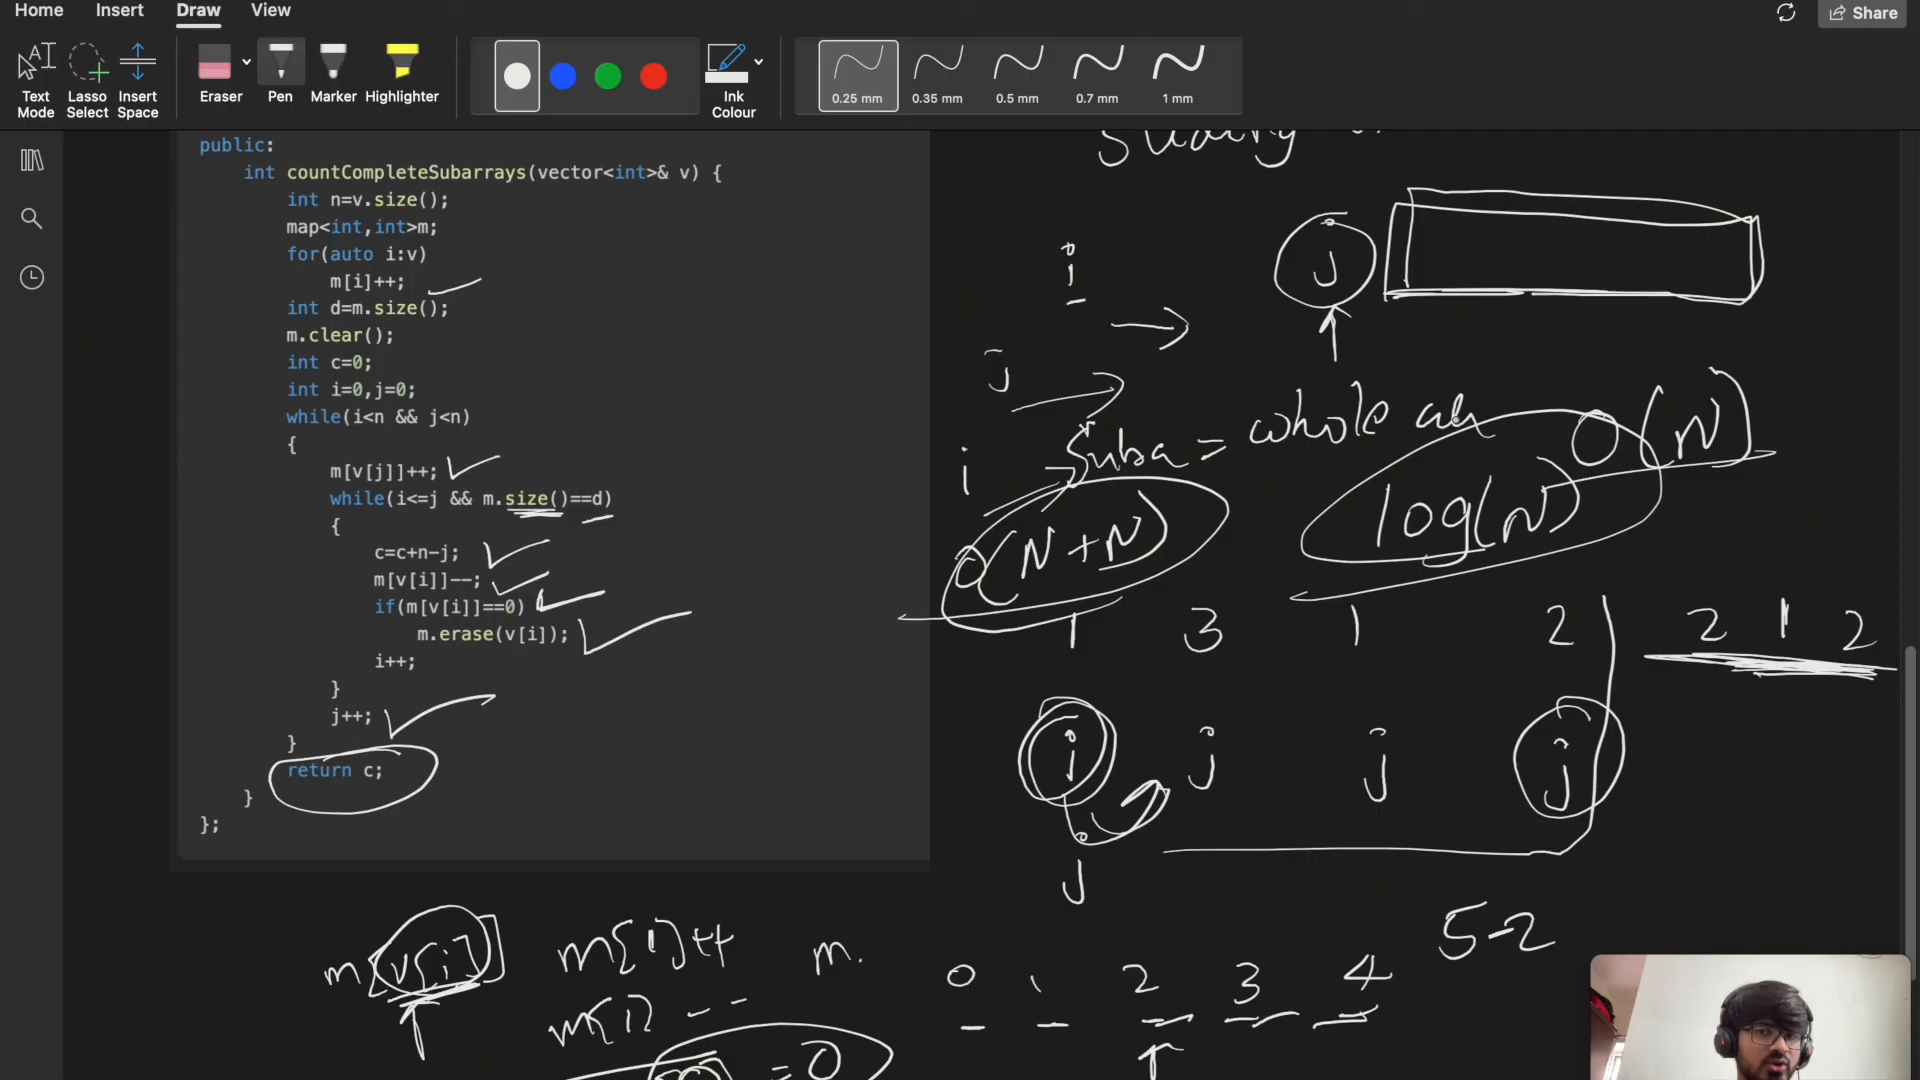 Home Insert Draw View Share
Text Mode
Lasso Select
Insert Space
Eraser
Pen
Marker
Highlighter
Ink Colour
0.25 mm
0.35 mm
0.5 mm
0.7 mm
1 mm
public:
int countCompleteSubarrays(vector<int>& v) {
int n=v.size();
map<int,int>m;
for(auto i:v)
m[i]++;
int d=m.size();
m.clear();
int c=0;
int i=0,j=0;
while(i<n && j<n)
{
m[v[j]]++;
while(i<=j && m.size()==d)
{
c=c+n-j;
m[v[i]]--;
if(m[v[i]]==0)
m.erase(v[i]);
i++;
}
j++;
}
return c;
}
};
i
j
j
i
Suba = whole
O(N)
O(N+N)
log(N)
1 3 1 2 2 1 2
i j j j
j
5-2
m[v[i]] m[1]++ m.
m[1]--
0 1 2 3 4
=0